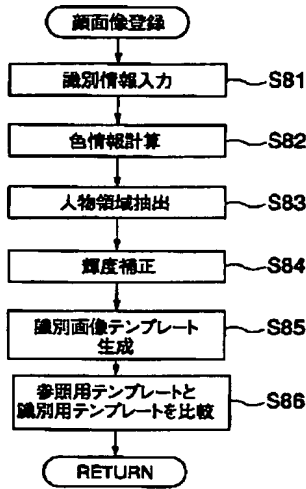 顔画像登録
識別情報入力
S81
色情報計算
S82
人物領域抽出
S83
輝度補正
S84
識別画像テンプレート
生成
S85
参照用テンプレートと
識別用テンプレートを比較
S86
RETURN